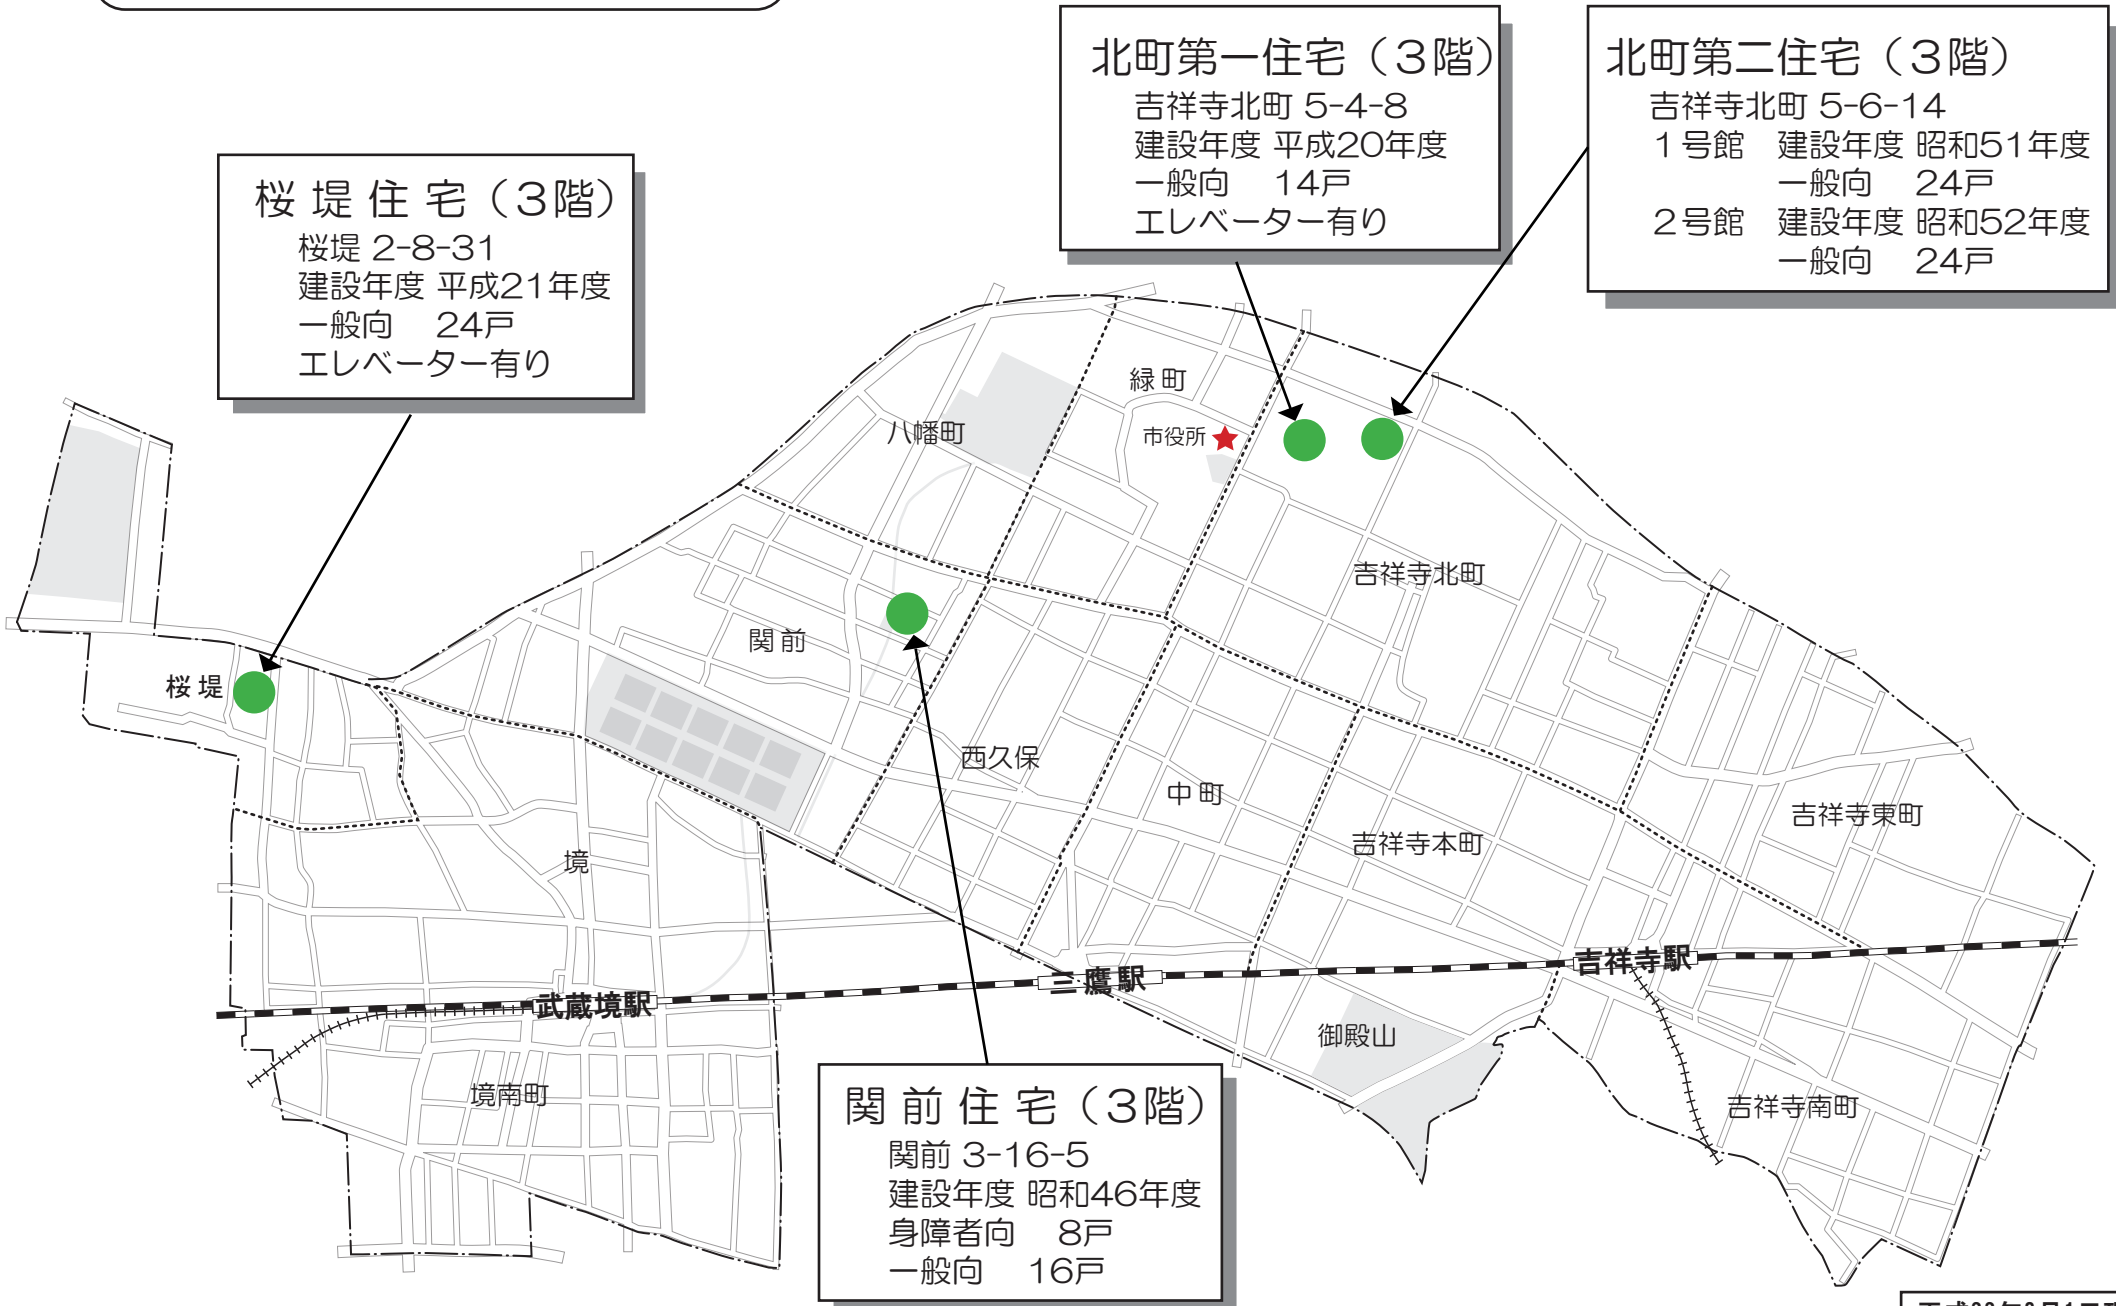 北町第一住宅（3階）
吉祥寺北町 5-4-8
建設年度 平成20年度
一般向　14戸
エレベーター有り
北町第二住宅（3階）
吉祥寺北町 5-6-14
1号館　建設年度 昭和51年度
一般向　24戸
2号館　建設年度 昭和52年度
一般向　24戸
桜 堤 住 宅（3階）
桜堤 2-8-31
建設年度 平成21年度
一般向　24戸
エレベーター有り
緑 町
市役所
八幡町
吉祥寺北町
関 前
桜 堤
西久保
中 町
吉祥寺東町
吉祥寺本町
境
吉祥寺駅
三鷹駅
武蔵境駅
御殿山
境南町
吉祥寺南町
関 前 住 宅（3階）
関前 3-16-5
建設年度 昭和46年度
身障者向　8戸
一般向　16戸